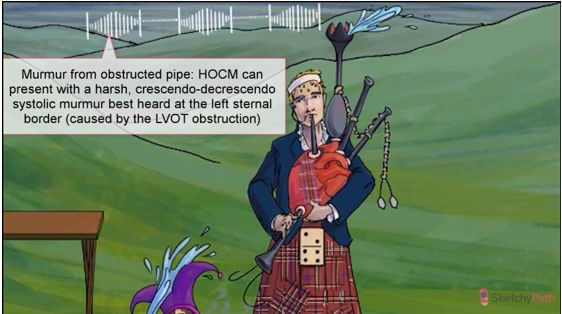 Murmur from obstructed pipe: HOCM can
present with a harsh, crescendo-decrescendo
systolic murmur best heard at the left sternal
border (caused by the LVOT obstruction)
SketchyPath